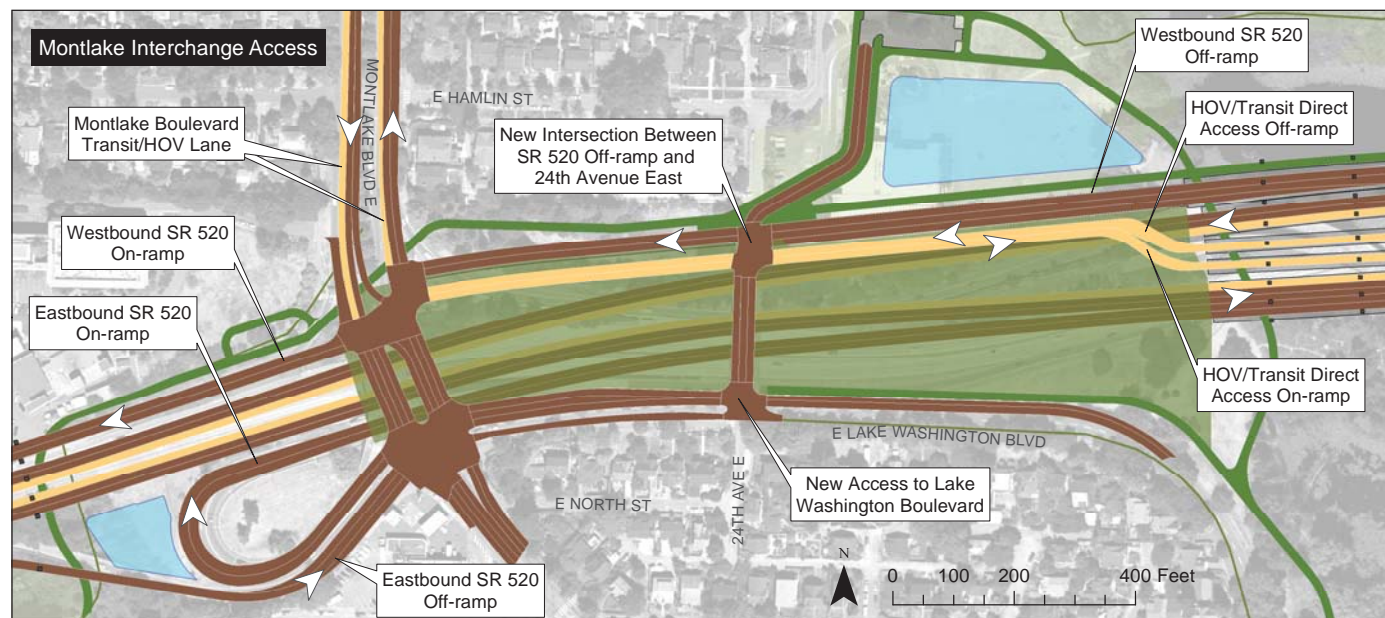 Montlake Interchange Access
Westbound SR 520
Off-ramp
MONTLAKE BLVD E
E HAMLIN ST
Montlake Boulevard
Transit/HOV Lane
New Intersection Between
SR 520 Off-ramp and
24th Avenue East
HOV/Transit Direct
Access Off-ramp
Westbound SR 520
On-ramp
Eastbound SR 520
On-ramp
HOV/Transit Direct
Access On-ramp
E LAKE WASHINGTON BLVD
E NORTH ST
24TH AVE E
New Access to Lake
Washington Boulevard
Eastbound SR 520
Off-ramp
N
0 100 200 400 Feet